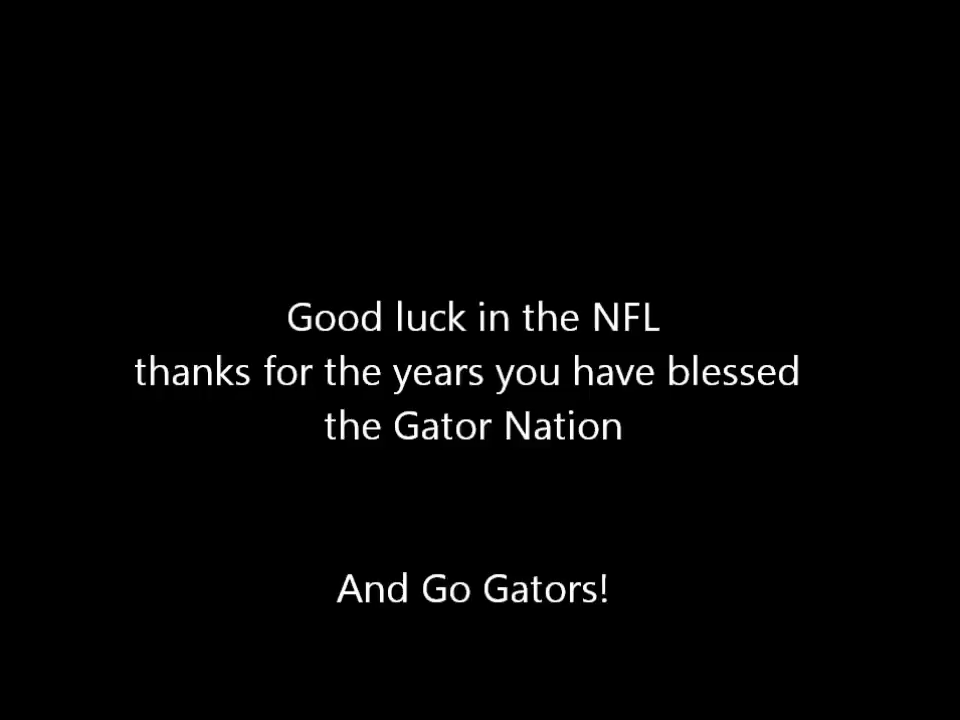 Good luck in the NFL
thanks for the years you have blessed
the Gator Nation
And Go Gators!